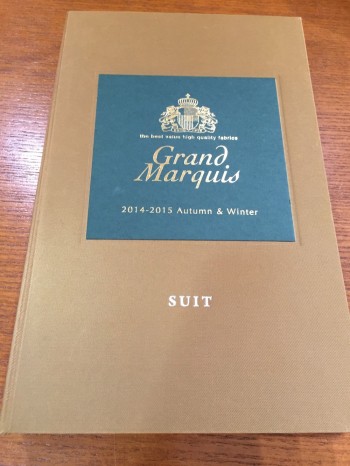 the best value high quality fabrics
Grand
Marquis
2014-2015 Autumn & Winter
SUIT